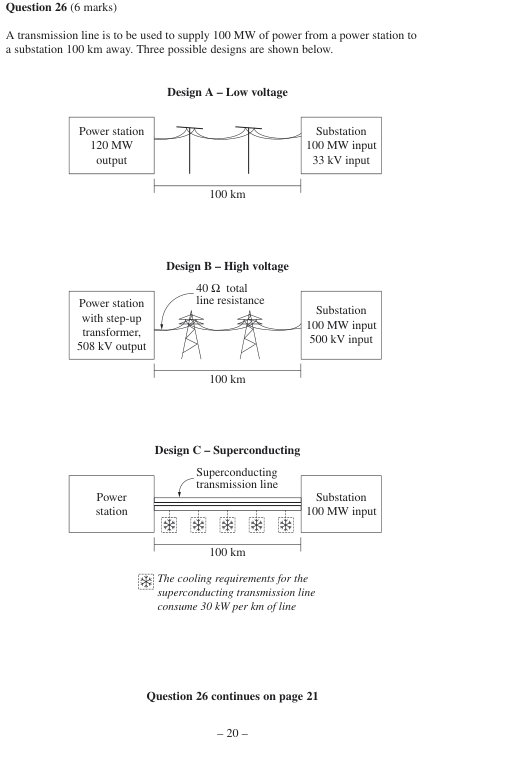 Question 26 (6 marks)
A transmission line is to be used to supply 100 MW of power from a power station to
a substation 100 km away. Three possible designs are shown below.
Design A – Low voltage
Power station
120 MW
output
Substation
100 MW input
33 kV input
100 km
Design B – High voltage
40 Ω total
line resistance
Power station
with step-up
transformer,
508 kV output
Substation
100 MW input
500 kV input
100 km
Design C – Superconducting
Superconducting
transmission line
Power
station
Substation
100 MW input
100 km
The cooling requirements for the
superconducting transmission line
consume 30 kW per km of line
Question 26 continues on page 21
– 20 –